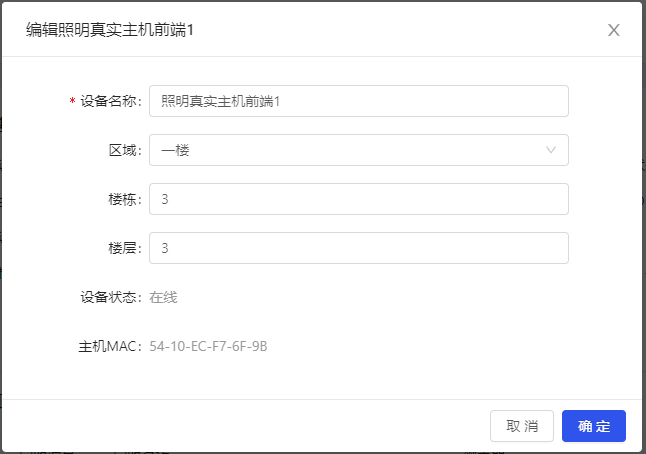 编辑照明真实主机前端1
* 设备名称: 照明真实主机前端1
区域: 一楼
楼栋: 3
楼层: 3
设备状态: 在线
主机MAC: 54-10-EC-F7-6F-9B
取 消 确 定